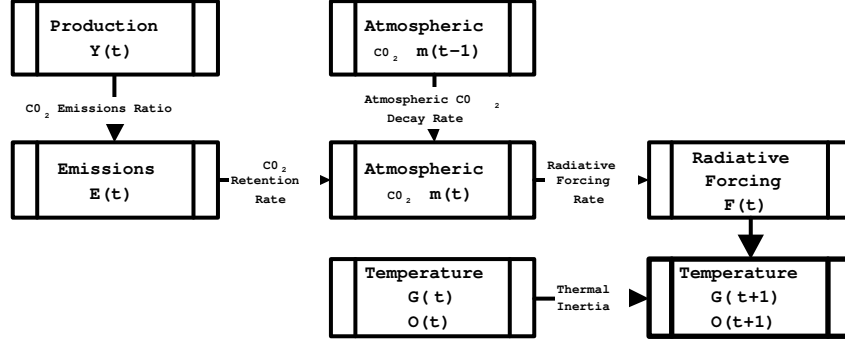 Production
Y(t)
Atmospheric
CO₂ m(t-1)
CO₂ Emissions Ratio
Atmospheric CO₂
Decay Rate
Emissions
E(t)
CO₂
Retention
Rate
Atmospheric
CO₂ m(t)
Radiative
Forcing
Rate
Radiative
Forcing
F(t)
Temperature
G(t)
O(t)
Thermal
Inertia
Temperature
G(t+1)
O(t+1)